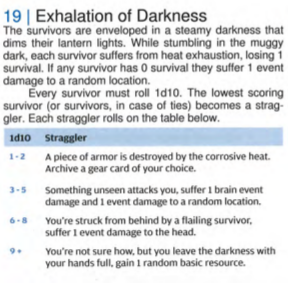 19 | Exhalation of Darkness
The survivors are enveloped in a steamy darkness that
dims their lantern lights. While stumbling in the muggy
dark, each survivor suffers from heat exhaustion, losing 1
survival. If any survivor has 0 survival they suffer 1 event
damage to a random location.
Every survivor must roll 1d10. The lowest scoring
survivor (or survivors, in case of ties) becomes a strag-
gler. Each straggler rolls on the table below.
1d10 Straggler
1-2 A piece of armor is destroyed by the corrosive heat.
Archive a gear card of your choice.
3-5 Something unseen attacks you, suffer 1 brain event
damage and 1 event damage to a random location.
6-8 You're struck from behind by a flailing survivor,
suffer 1 event damage to the head.
9+ You're not sure how, but you leave the darkness with
your hands full, gain 1 random basic resource.